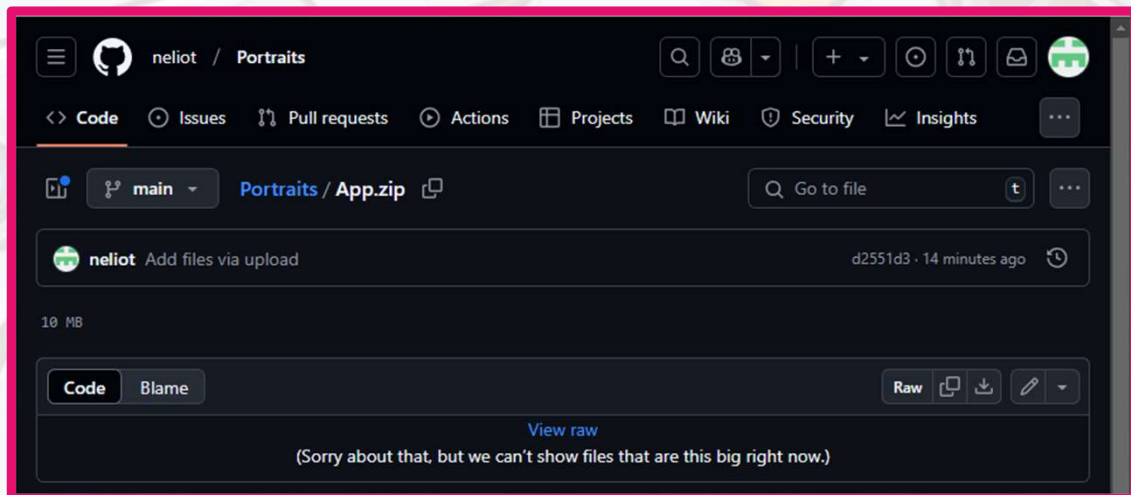 neliot / Portraits
Code Issues Pull requests Actions Projects Wiki Security Insights
main Portraits / App.zip Go to file t
neliot Add files via upload d2551d3 · 14 minutes ago
10 MB
Code Blame Raw
View raw
(Sorry about that, but we can't show files that are this big right now.)